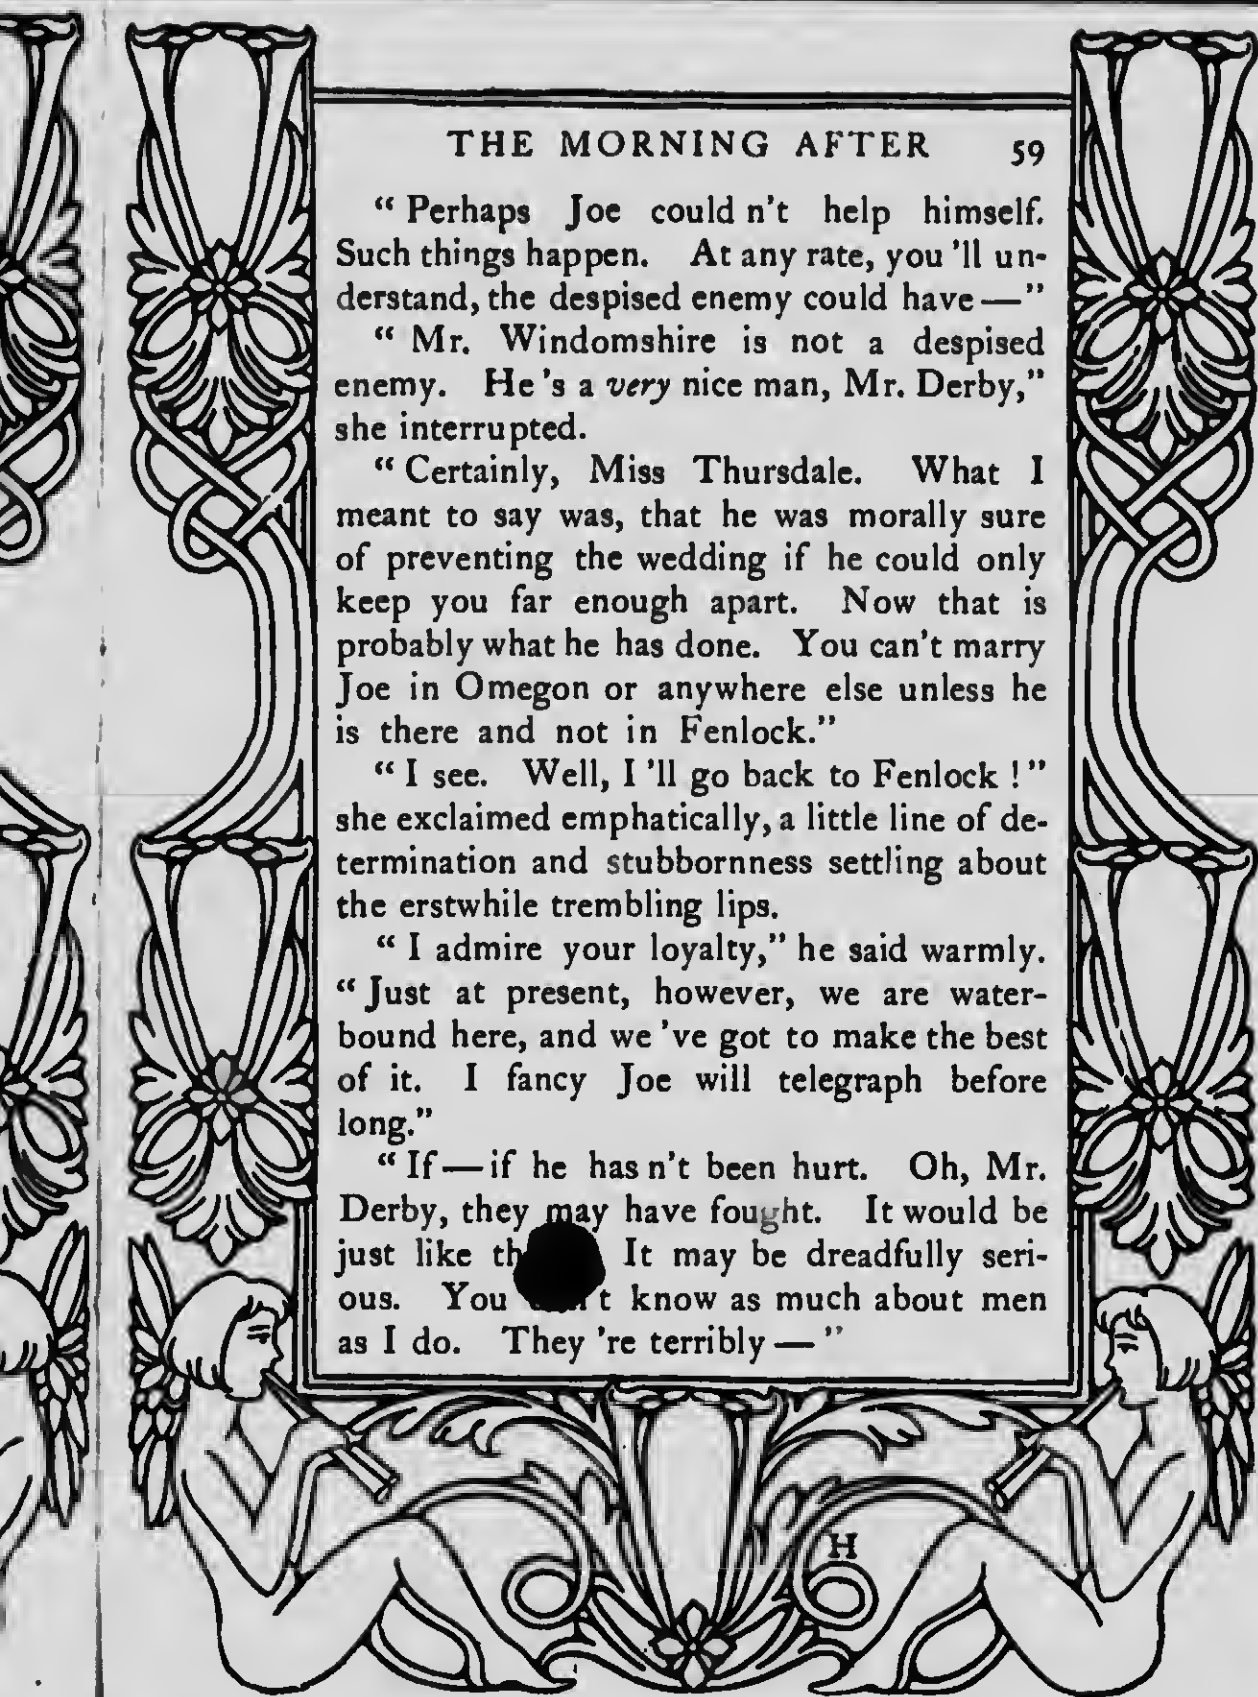 THE MORNING AFTER 59
“ Perhaps Joe could n't help himself.
Such things happen. At any rate, you 'll un-
derstand, the despised enemy could have—”
“ Mr. Windomshire is not a despised
enemy. He 's a very nice man, Mr. Derby,”
she interrupted.
“ Certainly, Miss Thursdale. What I
meant to say was, that he was morally sure
of preventing the wedding if he could only
keep you far enough apart. Now that is
probably what he has done. You can't marry
Joe in Omegon or anywhere else unless he
is there and not in Fenlock.”
“ I see. Well, I 'll go back to Fenlock !”
she exclaimed emphatically, a little line of de-
termination and stubbornness settling about
the erstwhile trembling lips.
“ I admire your loyalty,” he said warmly.
“ Just at present, however, we are water-
bound here, and we 've got to make the best
of it. I fancy Joe will telegraph before
long.”
“ If—if he has n't been hurt. Oh, Mr.
Derby, they may have fought. It would be
just like It may be dreadfully seri-
ous. You know as much about men
as I do. They 're terribly — ”
H